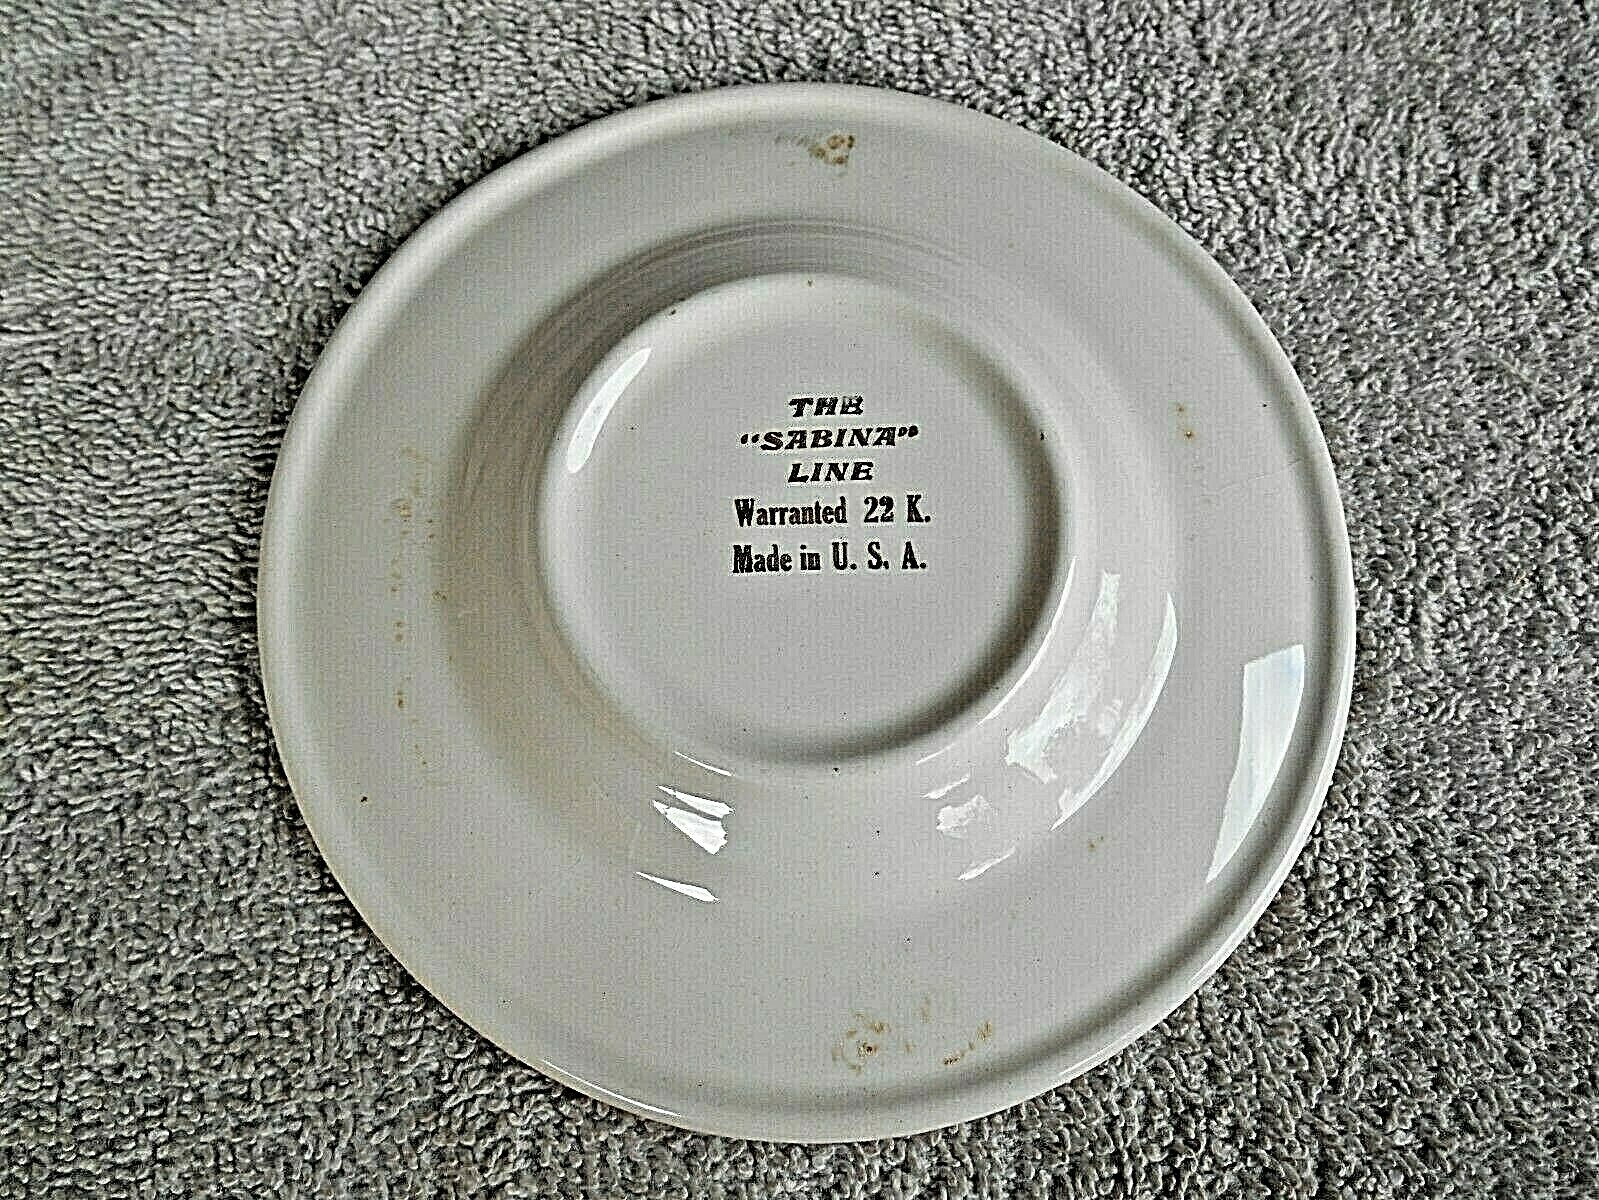 THE
“SABINA”
LINE
Warranted 22 K.
Made in U. S. A.